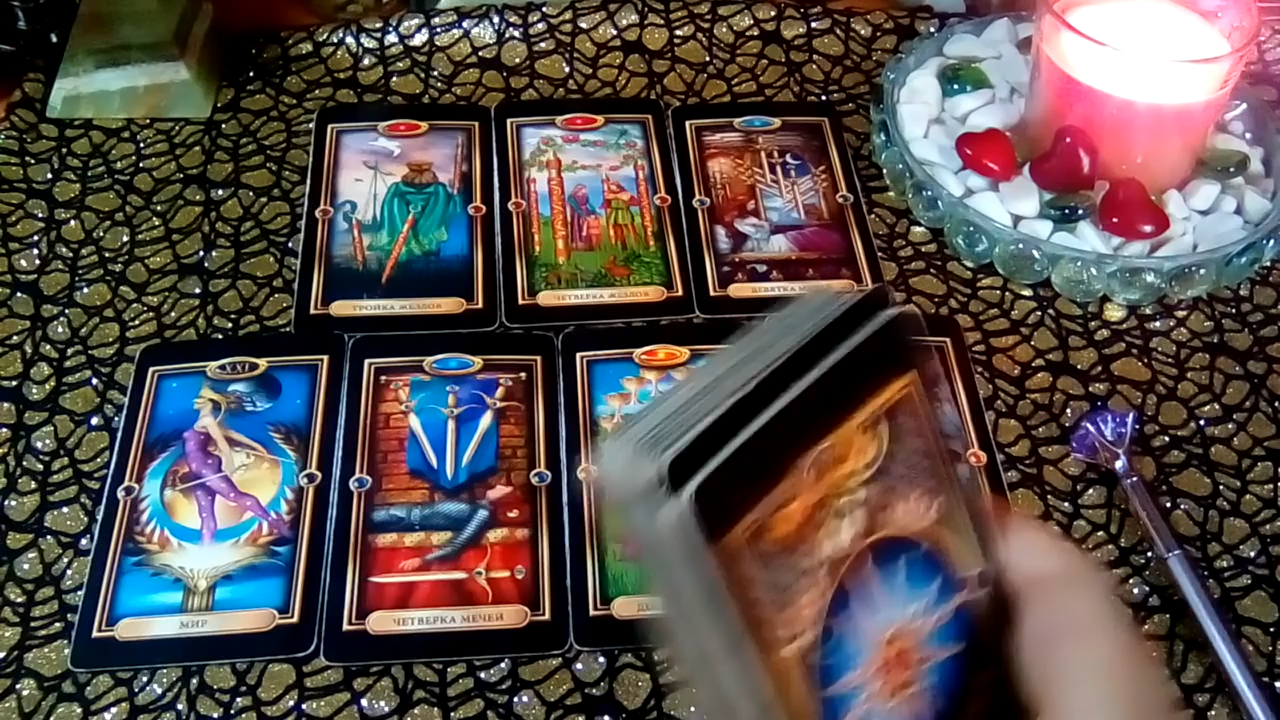 ТРОЙКА ЖЕЗЛОВ
ЧЕТВЕРКА ЖЕЗЛОВ
ДЕВЯТКА
XXI
МИР
ЧЕТВЕРКА МЕЧЕЙ